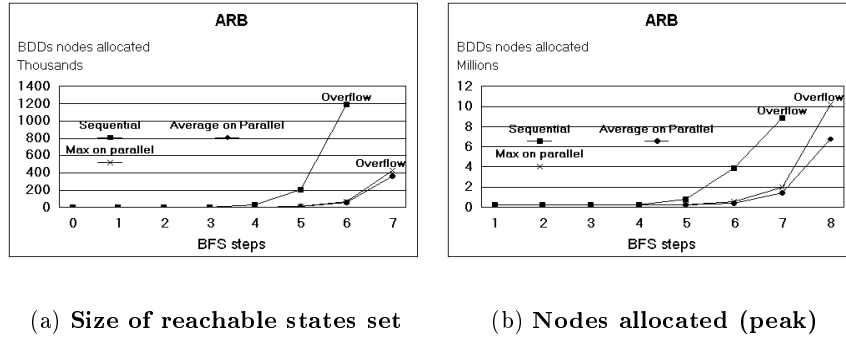 ARB
BDDs nodes allocated
Thousands
1400
1200
1000
800
600
400
200
0
Overflow
Sequential
Average on Parallel
Max on parallel
Overflow
0 1 2 3 4 5 6 7
BFS steps
ARB
BDDs nodes allocated
Millions
12
10
8
6
4
2
0
Overflow
Overflow
Sequential
Average on Parallel
Max on parallel
1 2 3 4 5 6 7 8
BFS steps
(a) Size of reachable states set
(b) Nodes allocated (peak)